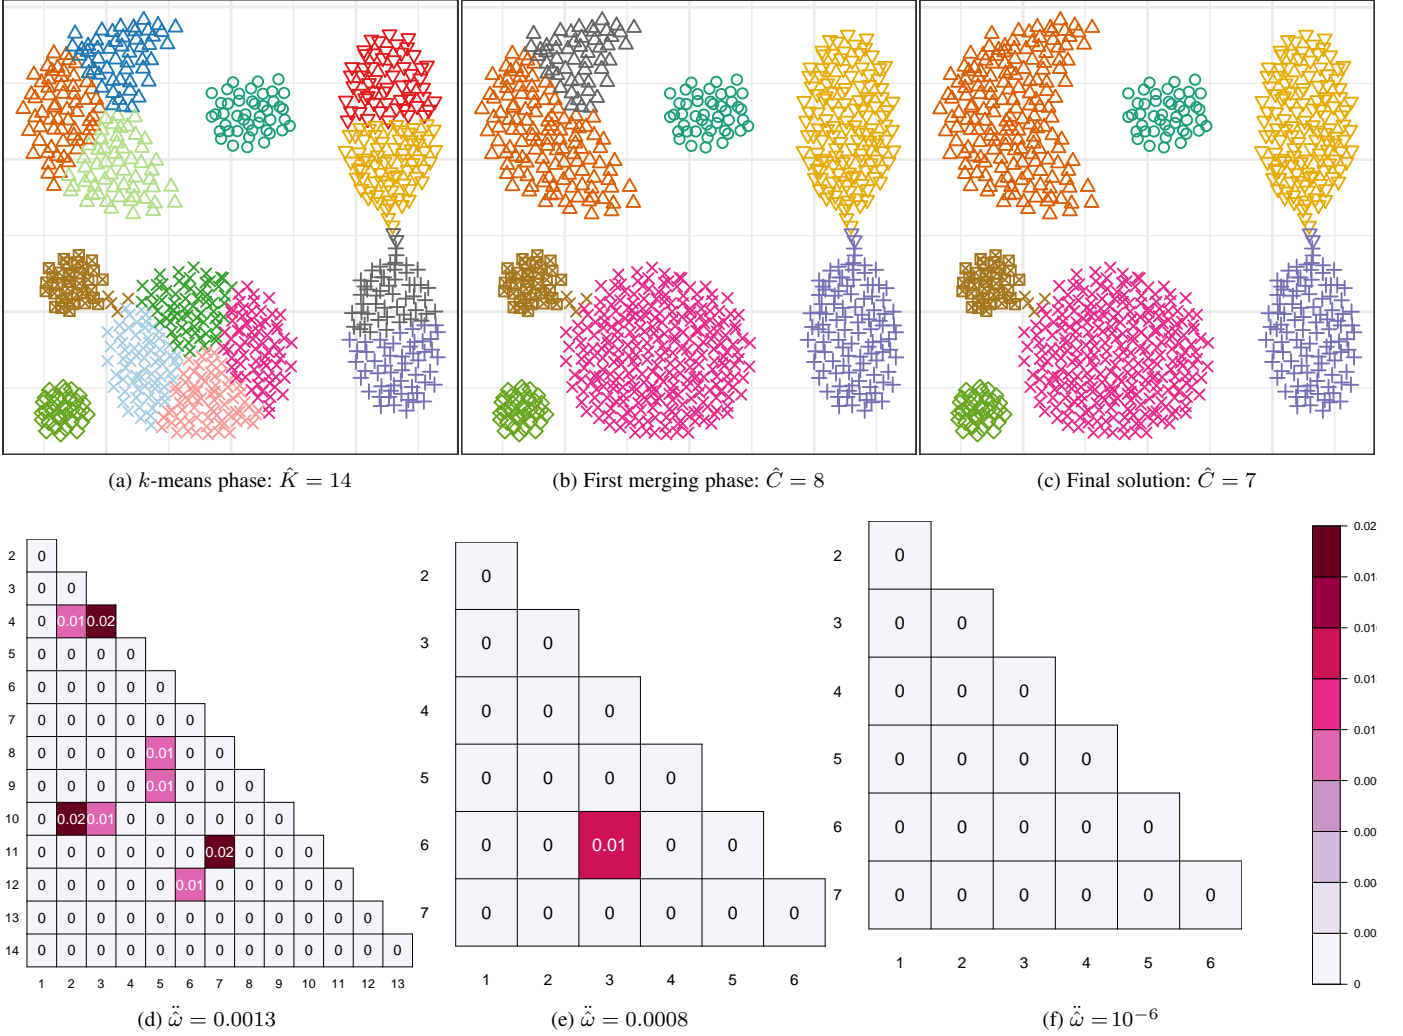 (a) k-means phase: K̂ = 14
(b) First merging phase: Ĉ = 8
(c) Final solution: Ĉ = 7
2 0
3 0 0
4 0 0.01 0.02
5 0 0 0 0
6 0 0 0 0 0
7 0 0 0 0 0 0
8 0 0 0 0 0.01 0 0
9 0 0 0 0 0.01 0 0 0
10 0 0.02 0.01 0 0 0 0 0 0
11 0 0 0 0 0 0 0.02 0 0 0
12 0 0 0 0 0 0.01 0 0 0 0 0
13 0 0 0 0 0 0 0 0 0 0 0 0
14 0 0 0 0 0 0 0 0 0 0 0 0 0
1 2 3 4 5 6 7 8 9 10 11 12 13
(d) ω̂̈ = 0.0013
2 0
3 0 0
4 0 0 0
5 0 0 0 0
6 0 0 0.01 0 0
7 0 0 0 0 0 0
1 2 3 4 5 6
(e) ω̂̈ = 0.0008
2 0
3 0 0
4 0 0 0
5 0 0 0 0
6 0 0 0 0 0
7 0 0 0 0 0 0
1 2 3 4 5 6
(f) ω̂̈ = 10⁻⁶
0.02
0.01
0.01
0.01
0.01
0.00
0.00
0.00
0.00
0